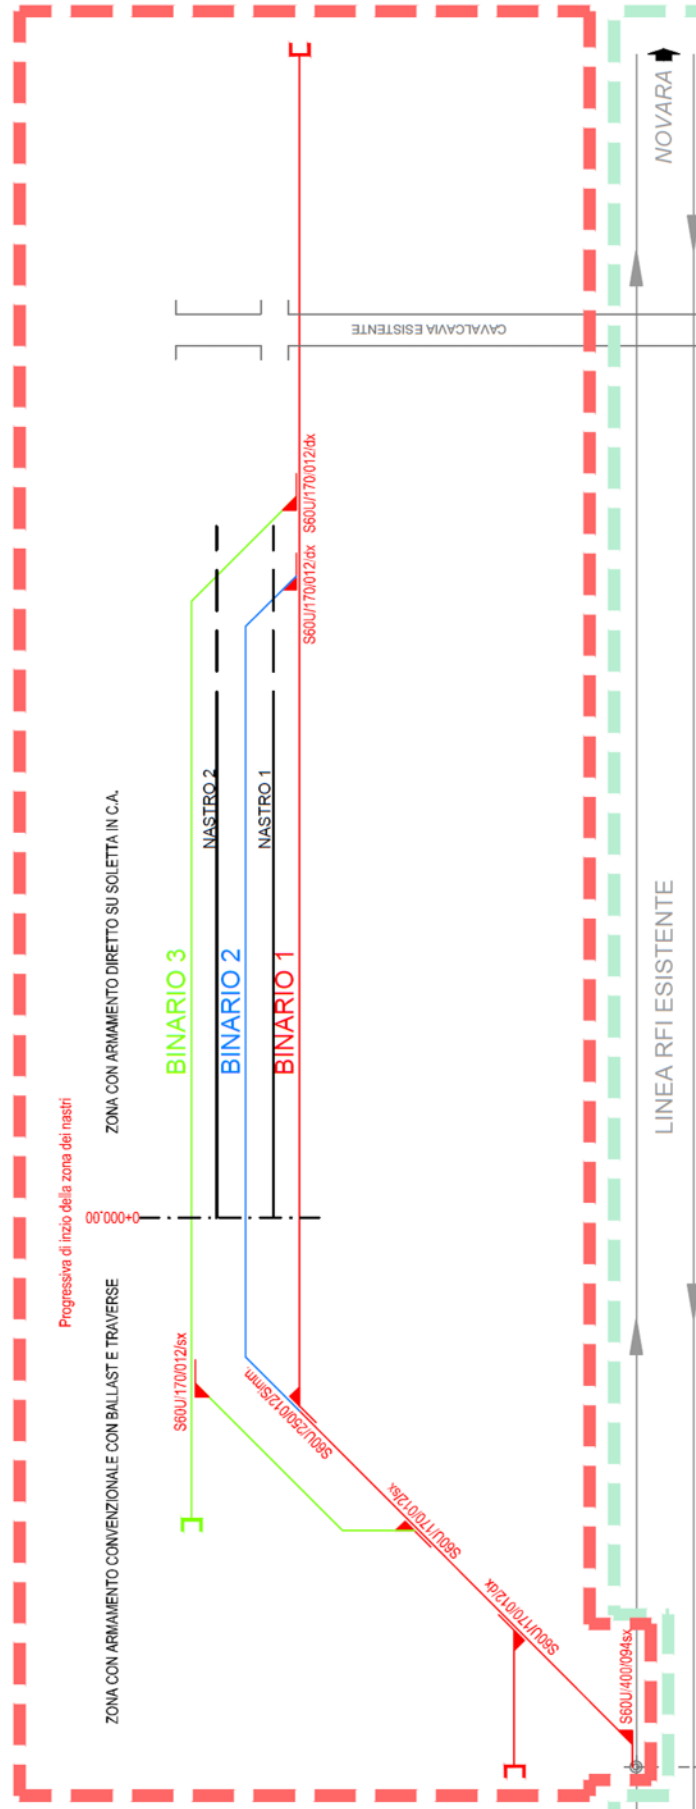 NOVARA
CAVALCAVIA ESISTENTE
S60U/170/012/dx
S60U/170/012/dx
NASTRO 2
NASTRO 1
ZONA CON ARMAMENTO DIRETTO SU SOLETTA IN C.A.
BINARIO 3
BINARIO 2
BINARIO 1
LINEA RFI ESISTENTE
Progressiva di inzio della zona dei nastri
0+000.00
ZONA CON ARMAMENTO CONVENZIONALE CON BALLAST E TRAVERSE
S60U/170/012/sx
S60U/250/012/Simm.
S60U/170/012/sx
S60U/170/012/dx
S60U/400/094sx